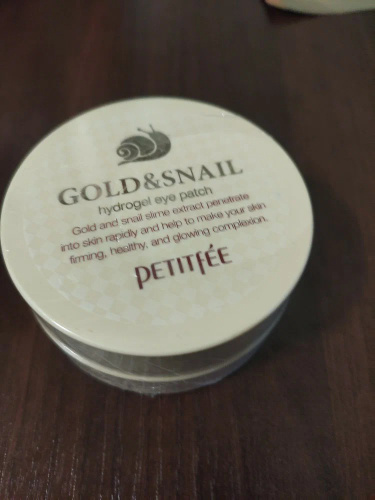 GOLD&SNAIL
hydrogel eye patch
Gold and snail slime extract penetrate
into skin rapidly and help to make your skin
firming, healthy, and glowing complexion.
PETITFÉE